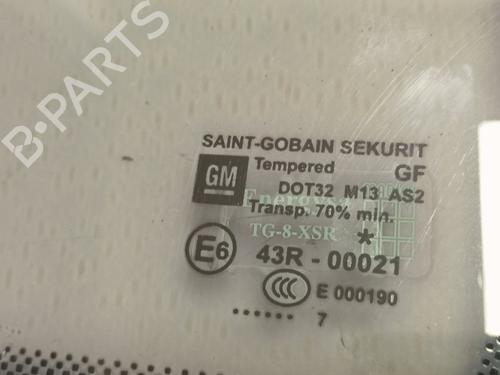 B-PARTS
SAINT-GOBAIN SEKURIT
GM Tempered GF
DOT32 M13 AS2
Transp. 70% min.
TG-8-XSR
E6 43R - 00021 *
CCC E 000190
...... 7